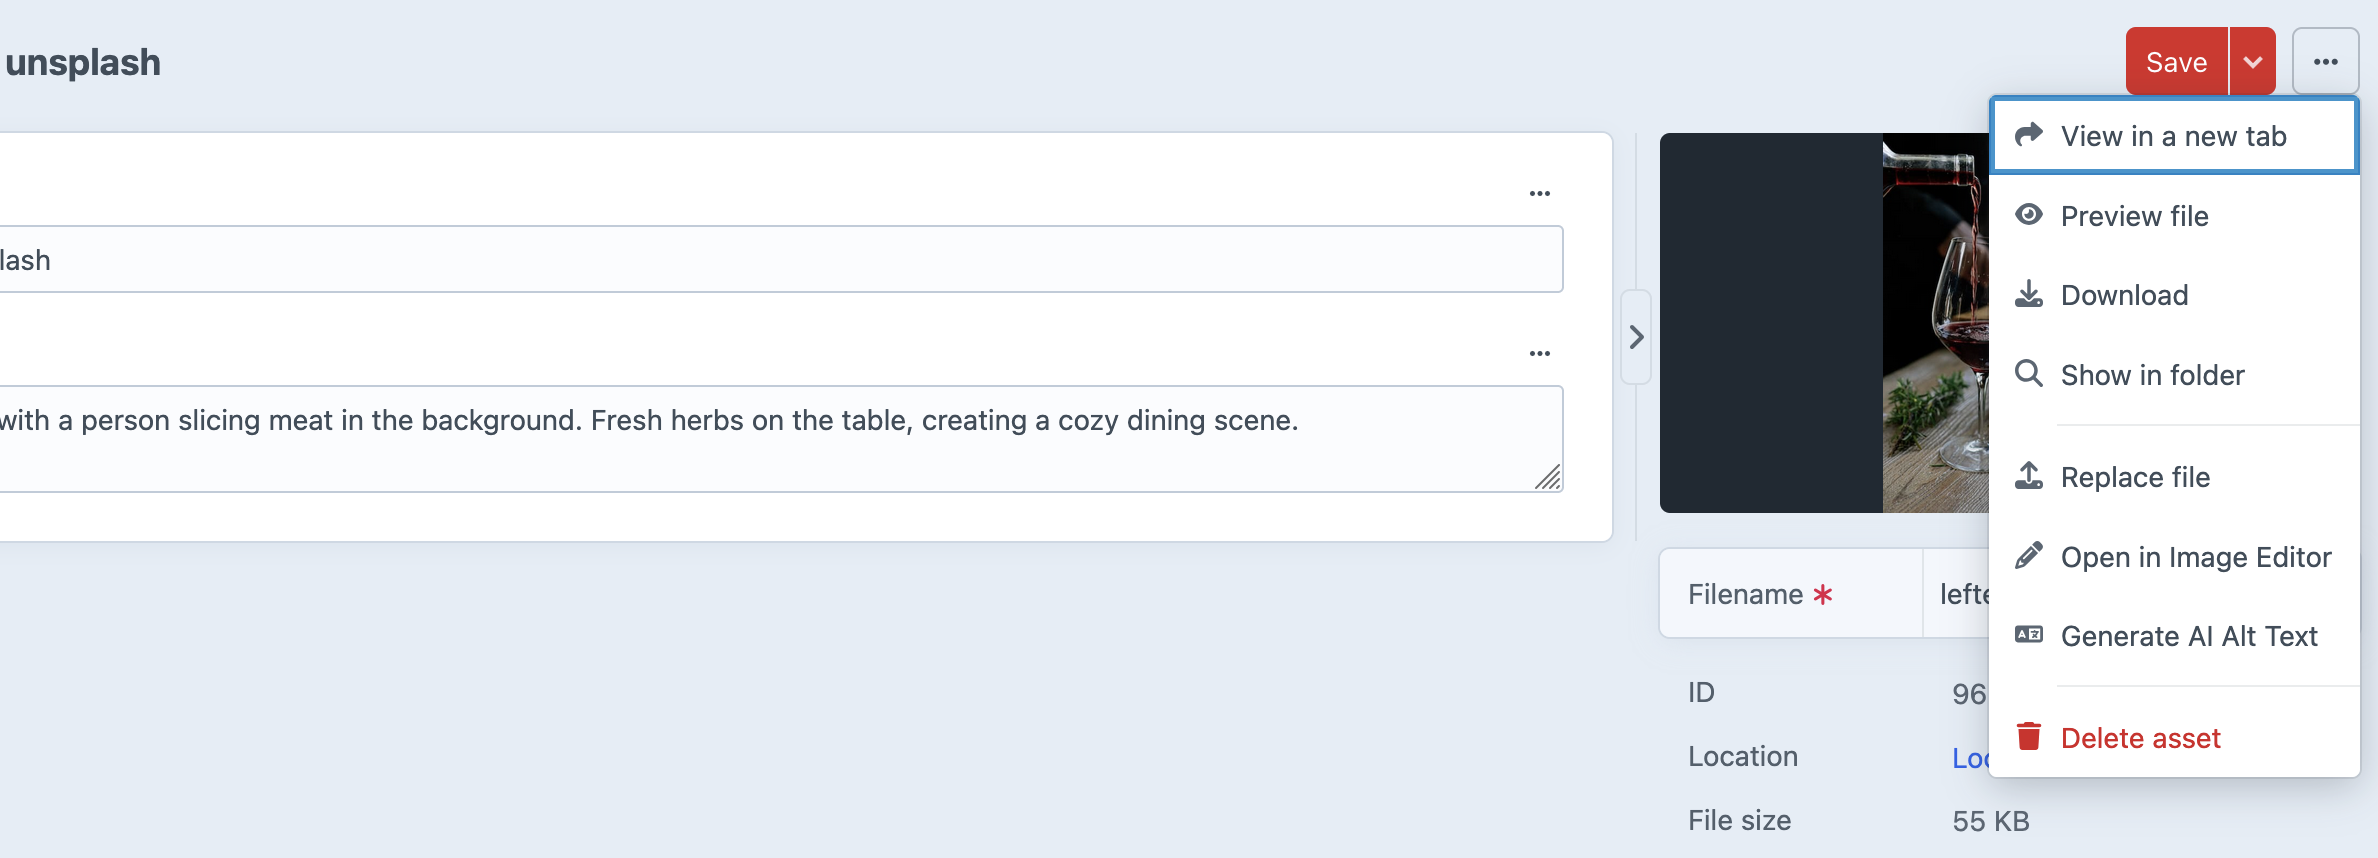 unsplash
Save
View in a new tab
Preview file
Download
Show in folder
Replace file
Open in Image Editor
Generate AI Alt Text
Delete asset
lash
with a person slicing meat in the background. Fresh herbs on the table, creating a cozy dining scene.
Filename *
lefte
ID
96
Location
Loc
File size
55 KB